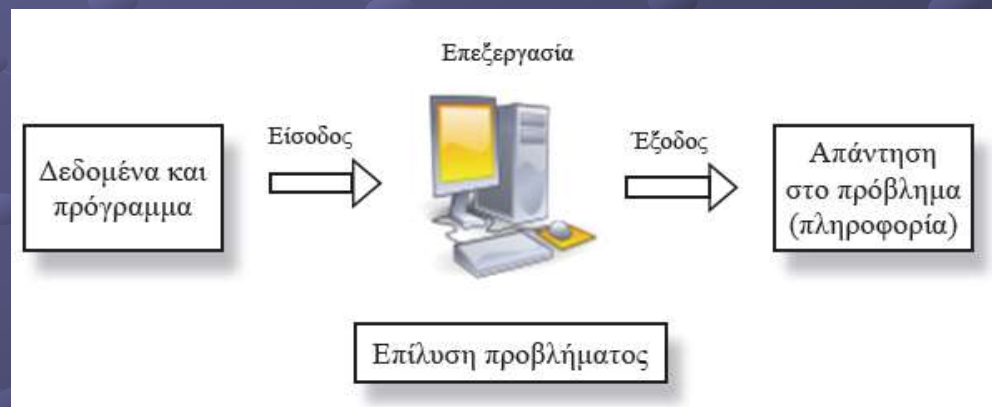 Επεξεργασία
Δεδομένα και
πρόγραμμα
Είσοδος
Έξοδος
Απάντηση
στο πρόβλημα
(πληροφορία)
Επίλυση προβλήματος